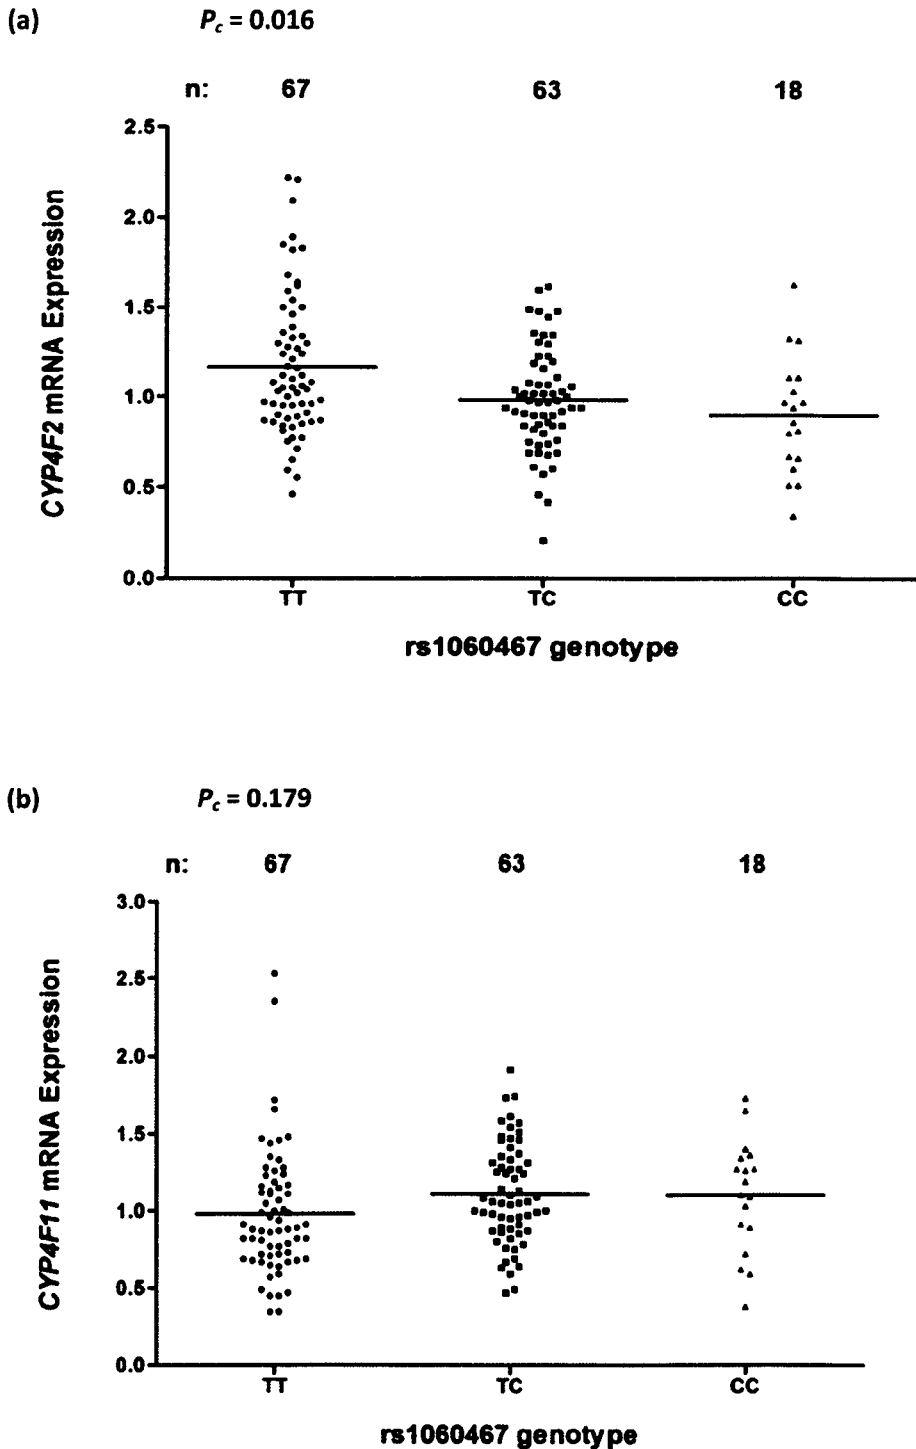 (a)
P_c = 0.016
n: 67 63 18
2.5
2.0
1.5
1.0
0.5
0.0
CYP4F2 mRNA Expression
TT TC CC
rs1060467 genotype
(b)
P_c = 0.179
n: 67 63 18
3.0
2.5
2.0
1.5
1.0
0.5
0.0
CYP4F11 mRNA Expression
TT TC CC
rs1060467 genotype